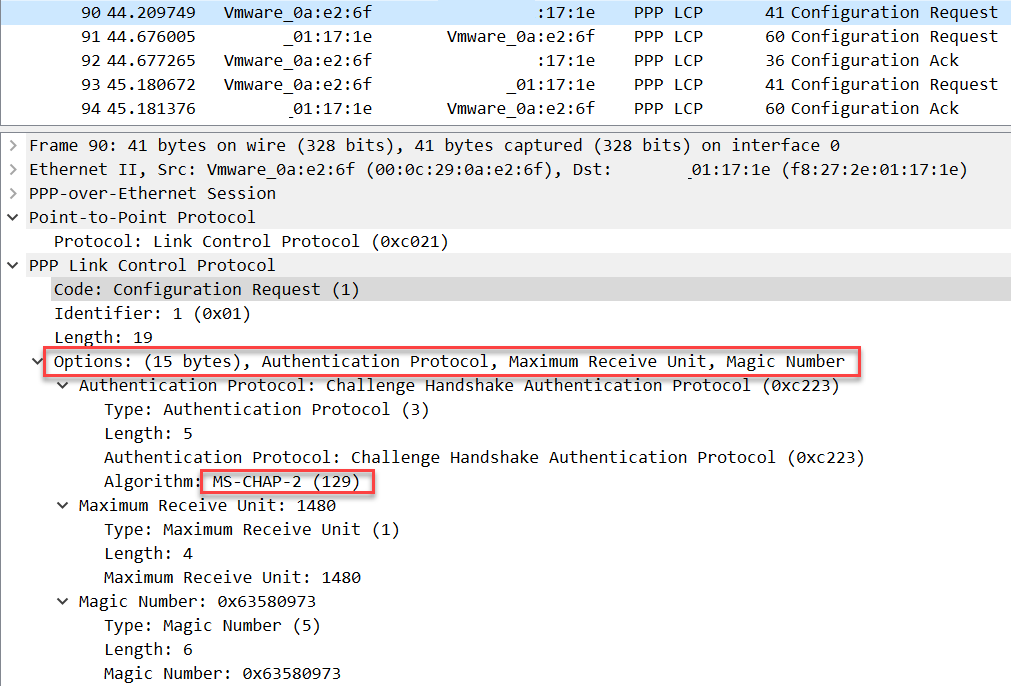 90 44.209749 Vmware_0a:e2:6f :17:1e PPP LCP 41 Configuration Request
91 44.676005 _01:17:1e Vmware_0a:e2:6f PPP LCP 60 Configuration Request
92 44.677265 Vmware_0a:e2:6f :17:1e PPP LCP 36 Configuration Ack
93 45.180672 Vmware_0a:e2:6f _01:17:1e PPP LCP 41 Configuration Request
94 45.181376 _01:17:1e Vmware_0a:e2:6f PPP LCP 60 Configuration Ack
Frame 90: 41 bytes on wire (328 bits), 41 bytes captured (328 bits) on interface 0
Ethernet II, Src: Vmware_0a:e2:6f (00:0c:29:0a:e2:6f), Dst: _01:17:1e (f8:27:2e:01:17:1e)
PPP-over-Ethernet Session
Point-to-Point Protocol
Protocol: Link Control Protocol (0xc021)
PPP Link Control Protocol
Code: Configuration Request (1)
Identifier: 1 (0x01)
Length: 19
Options: (15 bytes), Authentication Protocol, Maximum Receive Unit, Magic Number
Authentication Protocol: Challenge Handshake Authentication Protocol (0xc223)
Type: Authentication Protocol (3)
Length: 5
Authentication Protocol: Challenge Handshake Authentication Protocol (0xc223)
Algorithm: MS-CHAP-2 (129)
Maximum Receive Unit: 1480
Type: Maximum Receive Unit (1)
Length: 4
Maximum Receive Unit: 1480
Magic Number: 0x63580973
Type: Magic Number (5)
Length: 6
Magic Number: 0x63580973